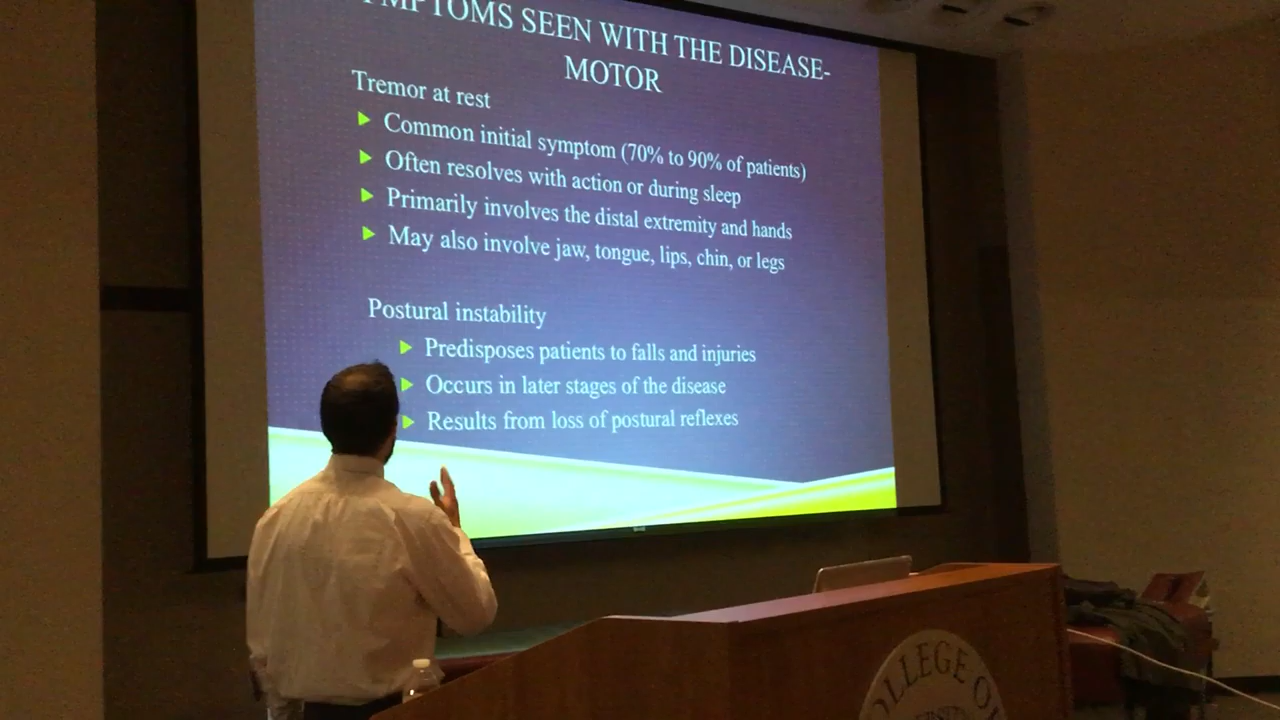 SYMPTOMS SEEN WITH THE DISEASE-
MOTOR
Tremor at rest
Common initial symptom (70% to 90% of patients)
Often resolves with action or during sleep
Primarily involves the distal extremity and hands
May also involve jaw, tongue, lips, chin, or legs
Postural instability
Predisposes patients to falls and injuries
Occurs in later stages of the disease
Results from loss of postural reflexes
OLLEGE O